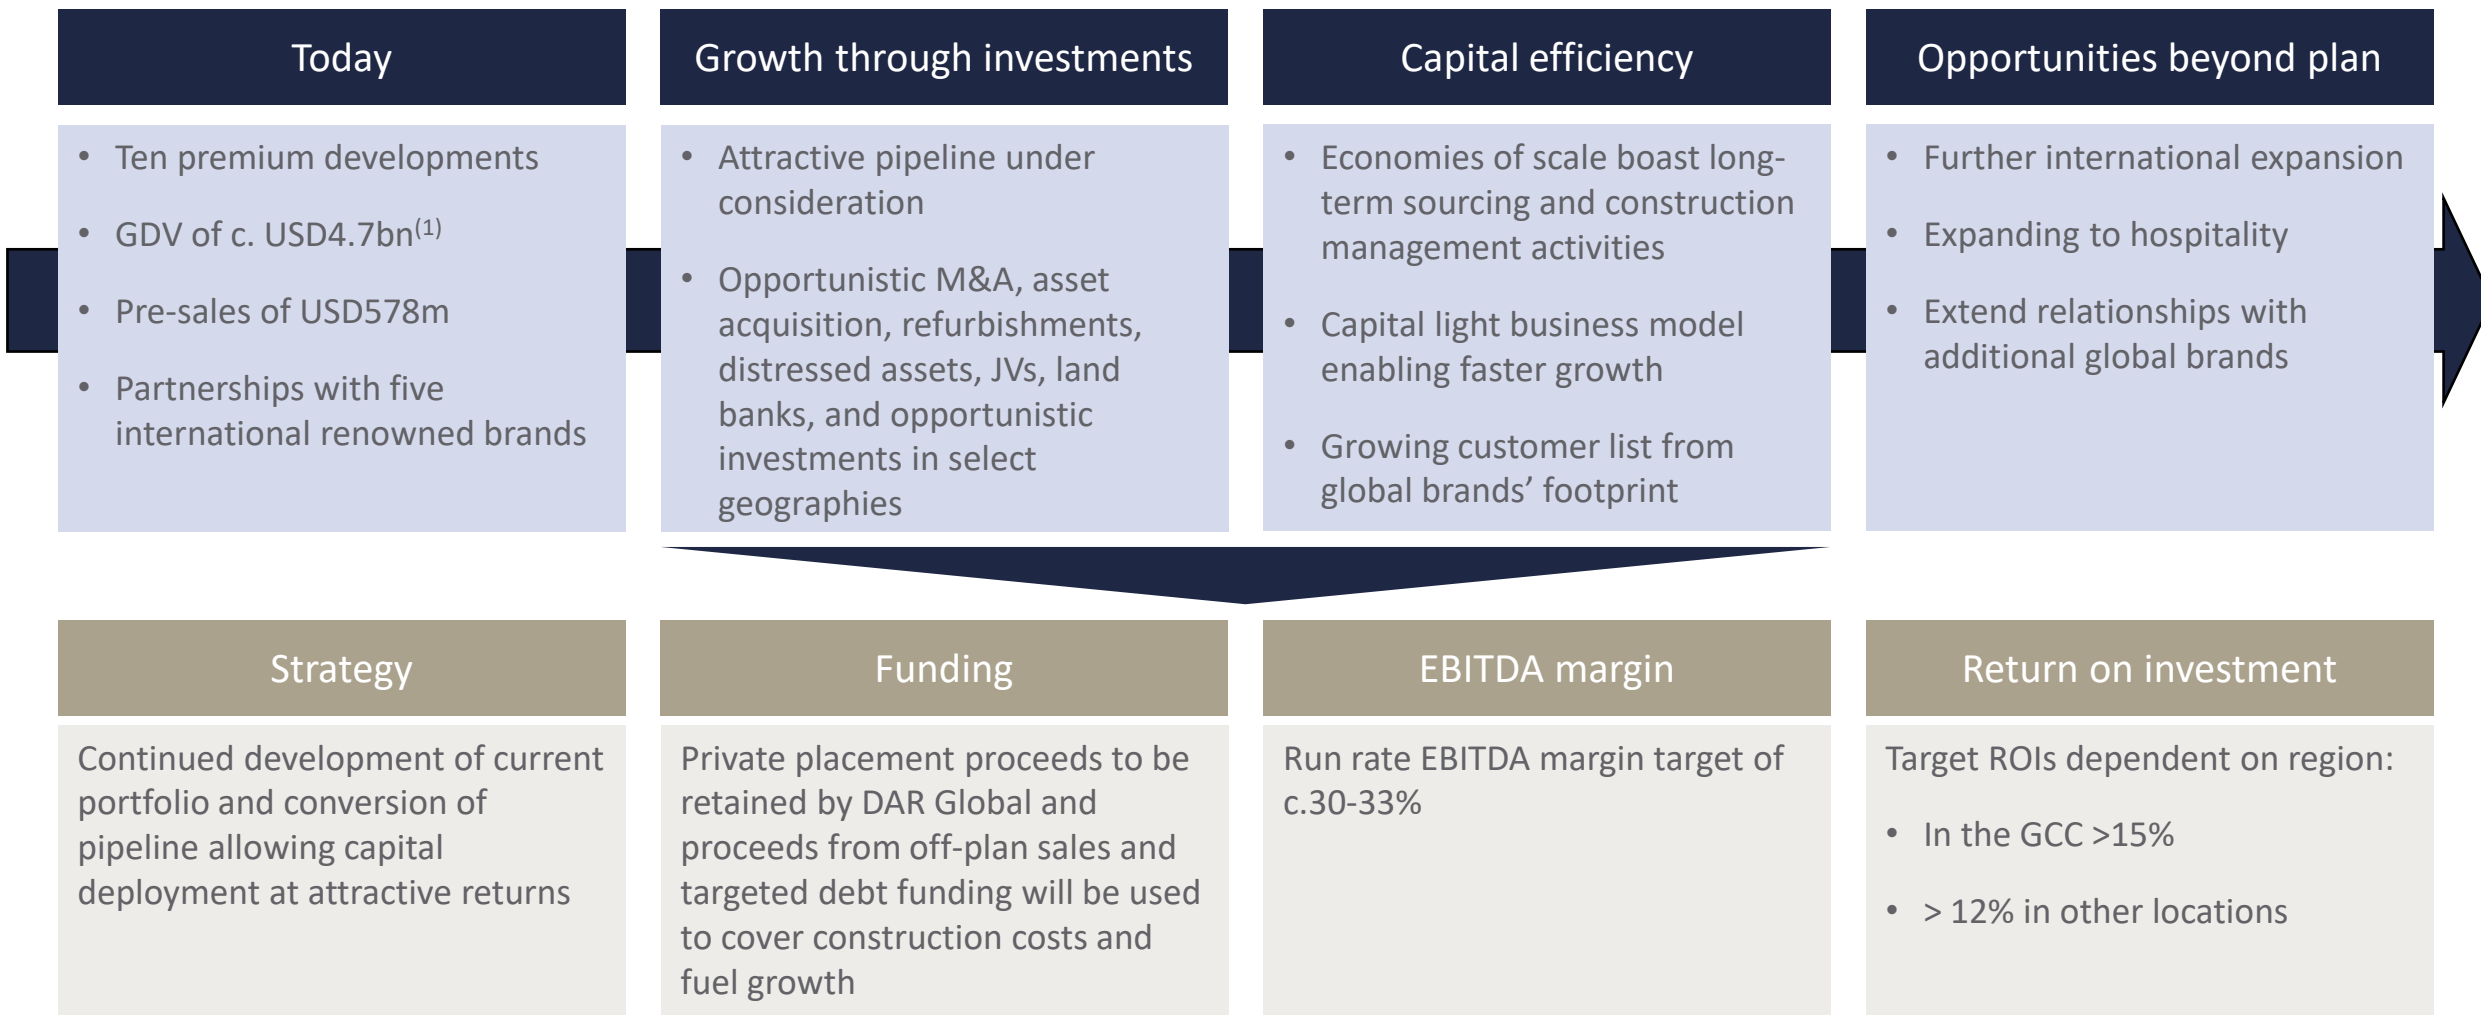 Today
• Ten premium developments
• GDV of c. USD4.7bn(1)
• Pre-sales of USD578m
• Partnerships with five
international renowned brands
Growth through investments
• Attractive pipeline under
consideration
• Opportunistic M&A, asset
acquisition, refurbishments,
distressed assets, JVs, land
banks, and opportunistic
investments in select
geographies
Capital efficiency
• Economies of scale boast long-
term sourcing and construction
management activities
• Capital light business model
enabling faster growth
• Growing customer list from
global brands’ footprint
Opportunities beyond plan
• Further international expansion
• Expanding to hospitality
• Extend relationships with
additional global brands
Strategy
Continued development of current
portfolio and conversion of
pipeline allowing capital
deployment at attractive returns
Funding
Private placement proceeds to be
retained by DAR Global and
proceeds from off-plan sales and
targeted debt funding will be used
to cover construction costs and
fuel growth
EBITDA margin
Run rate EBITDA margin target of
c.30-33%
Return on investment
Target ROIs dependent on region:
• In the GCC >15%
• > 12% in other locations